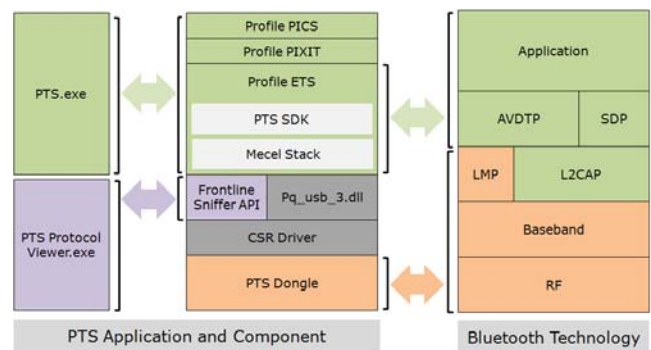 PTS.exe
PTS Protocol
Viewer.exe
Profile PICS
Profile PIXIT
Profile ETS
PTS SDK
Mecel Stack
Frontline
Sniffer API
Pq_usb_3.dll
CSR Driver
PTS Dongle
PTS Application and Component
Application
AVDTP
SDP
LMP
L2CAP
Baseband
RF
Bluetooth Technology